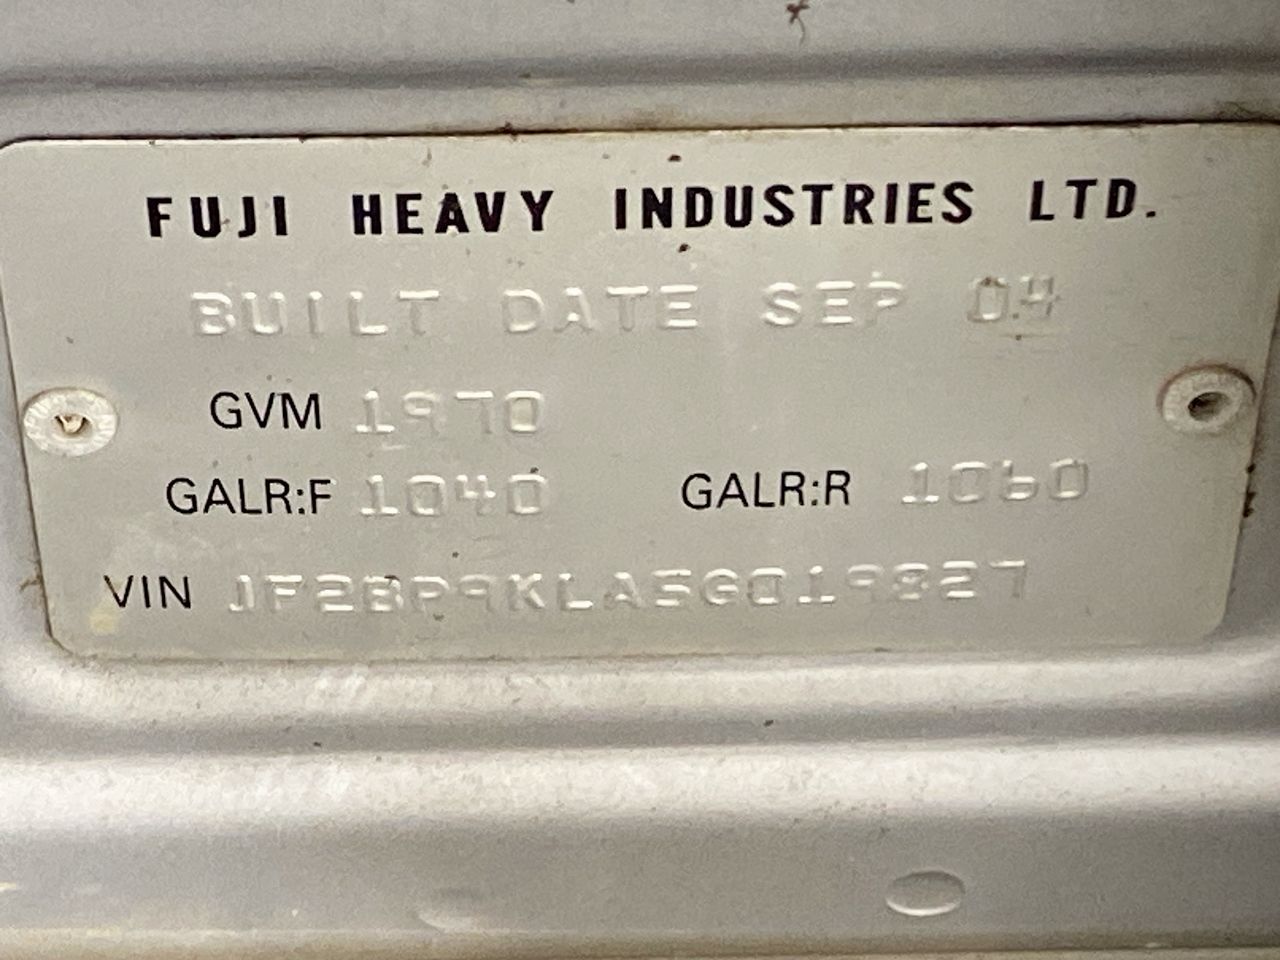 FUJI HEAVY INDUSTRIES LTD.
BUILT DATE SEP 04
GVM 1970
GALR:F 1040 GALR:R 1060
VIN JF2BP9KLA5G019827